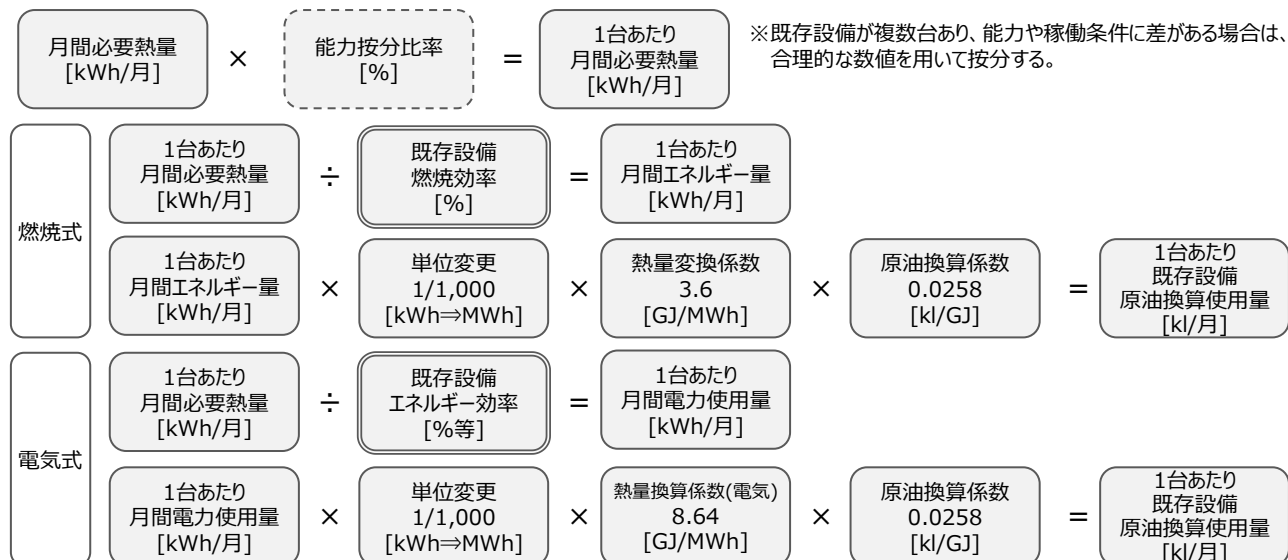 月間必要熱量
[kWh/月]
×
能力按分比率
[%]
=
1台あたり
月間必要熱量
[kWh/月]
※既存設備が複数台あり、能力や稼働条件に差がある場合は、
合理的な数値を用いて按分する。
燃焼式
1台あたり
月間必要熱量
[kWh/月]
÷
既存設備
燃焼効率
[%]
=
1台あたり
月間エネルギー量
[kWh/月]
1台あたり
月間エネルギー量
[kWh/月]
×
単位変更
1/1,000
[kWh⇒MWh]
×
熱量変換係数
3.6
[GJ/MWh]
×
原油換算係数
0.0258
[kl/GJ]
=
1台あたり
既存設備
原油換算使用量
[kl/月]
電気式
1台あたり
月間必要熱量
[kWh/月]
÷
既存設備
エネルギー効率
[%等]
=
1台あたり
月間電力使用量
[kWh/月]
1台あたり
月間電力使用量
[kWh/月]
×
単位変更
1/1,000
[kWh⇒MWh]
×
熱量換算係数(電気)
8.64
[GJ/MWh]
×
原油換算係数
0.0258
[kl/GJ]
=
1台あたり
既存設備
原油換算使用量
[kl/月]